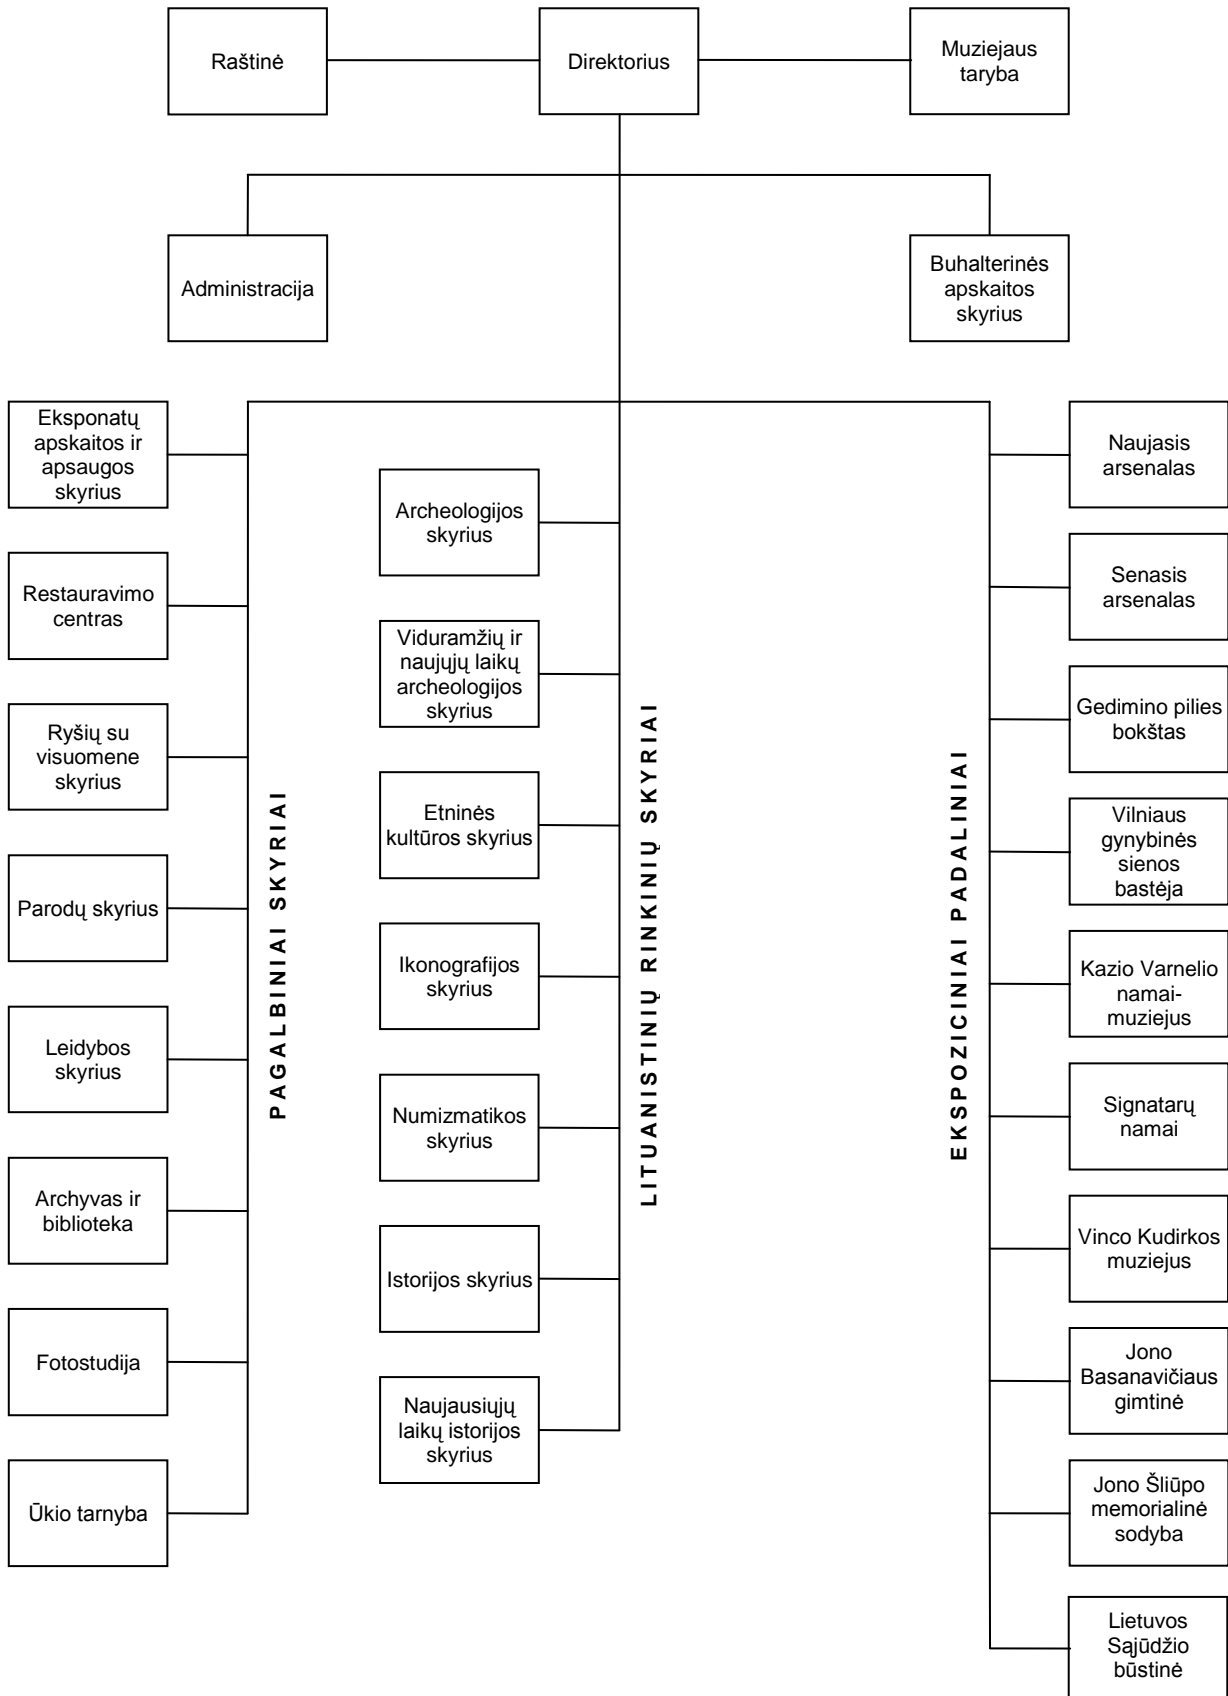 Raštinė
Direktorius
Muziejaus
taryba
Administracija
Buhalterinės
apskaitos
skyrius
Eksponatų
apskaitos ir
apsaugos
skyrius
Restauravimo
centras
Ryšių su
visuomene
skyrius
Parodų skyrius
Leidybos
skyrius
Archyvas ir
biblioteka
Fotostudija
Ūkio tarnyba
PAGALBINIAI SKYRIAI
Archeologijos
skyrius
Viduramžių ir
naujųjų laikų
archeologijos
skyrius
Etninės
kultūros skyrius
Ikonografijos
skyrius
Numizmatikos
skyrius
Istorijos skyrius
Naujausiųjų
laikų istorijos
skyrius
LITUANISTINIŲ RINKINIŲ SKYRIAI
EKSPOZICINIAI PADALINIAI
Naujasis
arsenalas
Senasis
arsenalas
Gedimino pilies
bokštas
Vilniaus
gynybinės
sienos
bastėja
Kazio Varnelio
namai-
muziejus
Signatarų
namai
Vinco Kudirkos
muziejus
Jono
Basanavičiaus
gimtinė
Jono Šliūpo
memorialinė
sodyba
Lietuvos
Sąjūdžio
būstinė